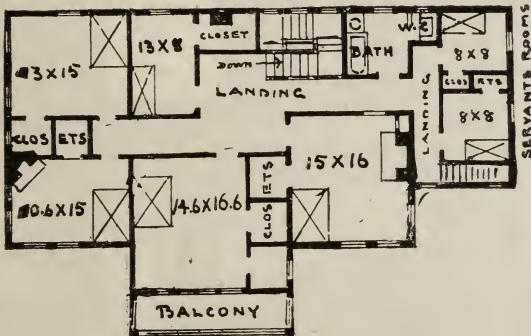 13X15
13X8
CLOSET
DOWN
LANDING
BATH
W.C
8X8
CLOS ETS
8X8
LANDING
SERVANTS ROOMS
CLOS ETS
10.6X15
14.6X16.6
CLOS ETS
15X16
BALCONY